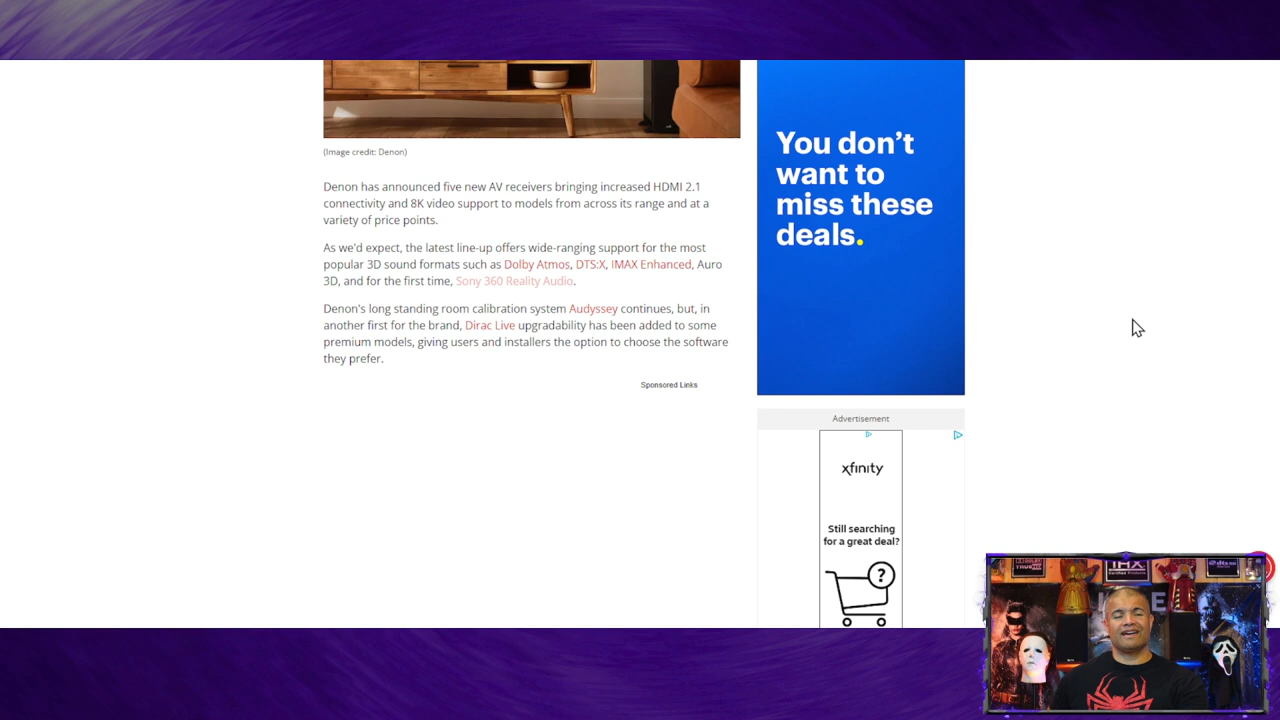 (Image credit: Denon)
Denon has announced five new AV receivers bringing increased HDMI 2.1
connectivity and 8K video support to models from across its range and at a
variety of price points.
As we'd expect, the latest line-up offers wide-ranging support for the most
popular 3D sound formats such as Dolby Atmos, DTS:X, IMAX Enhanced, Auro
3D, and for the first time, Sony 360 Reality Audio.
Denon's long standing room calibration system Audyssey continues, but, in
another first for the brand, Dirac Live upgradability has been added to some
premium models, giving users and installers the option to choose the software
they prefer.
Sponsored Links
You don't
want to
miss these
deals.
Advertisement
xfinity
Still searching
for a great deal?
?
THX
dts